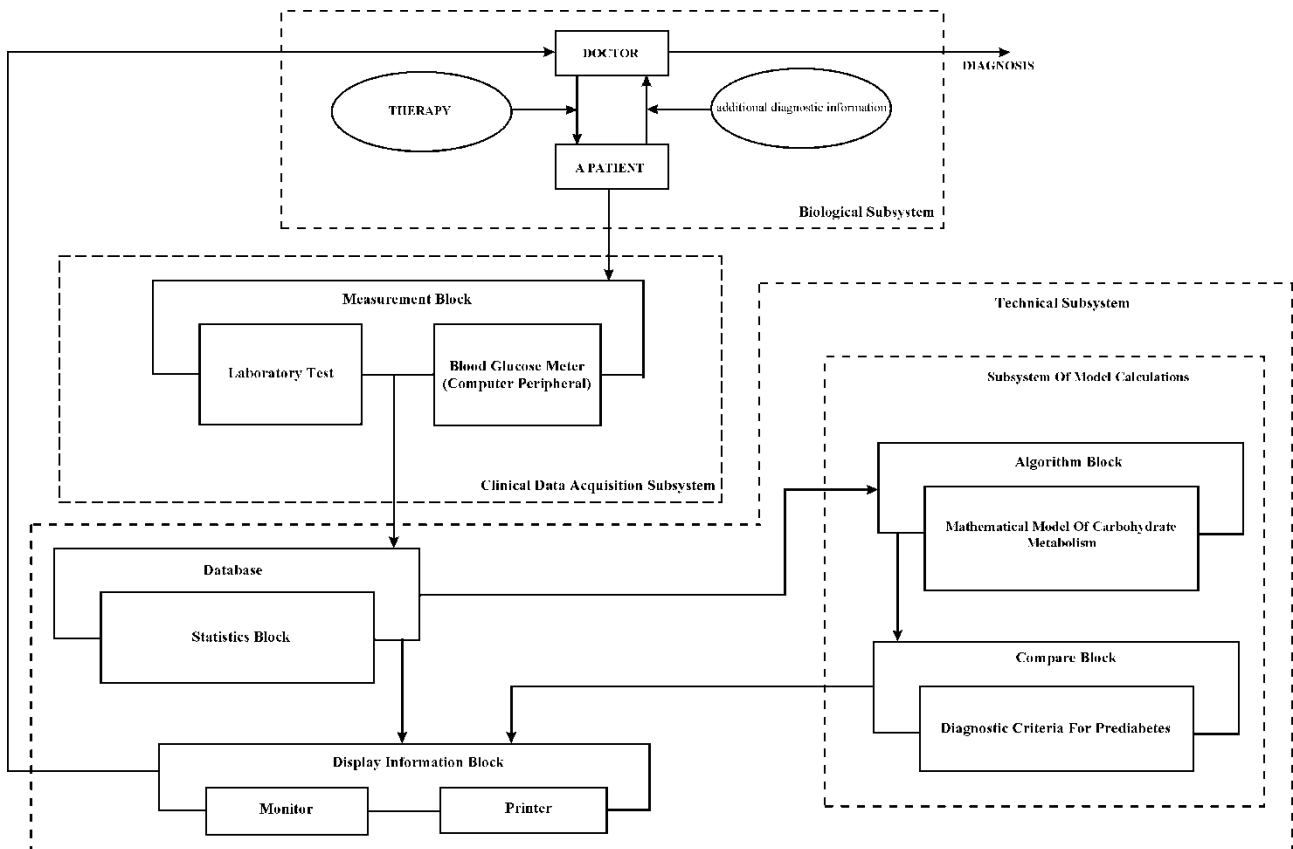 DOCTOR
DIAGNOSIS
THERAPY
additional diagnostic information
A PATIENT
Biological Subsystem
Measurement Block
Laboratory Test
Blood Glucose Meter
(Computer Peripheral)
Clinical Data Acquisition Subsystem
Technical Subsystem
Subsystem Of Model Calculations
Algorithm Block
Mathematical Model Of Carbohydrate
Metabolism
Database
Statistics Block
Compare Block
Diagnostic Criteria For Prediabetes
Display Information Block
Monitor
Printer